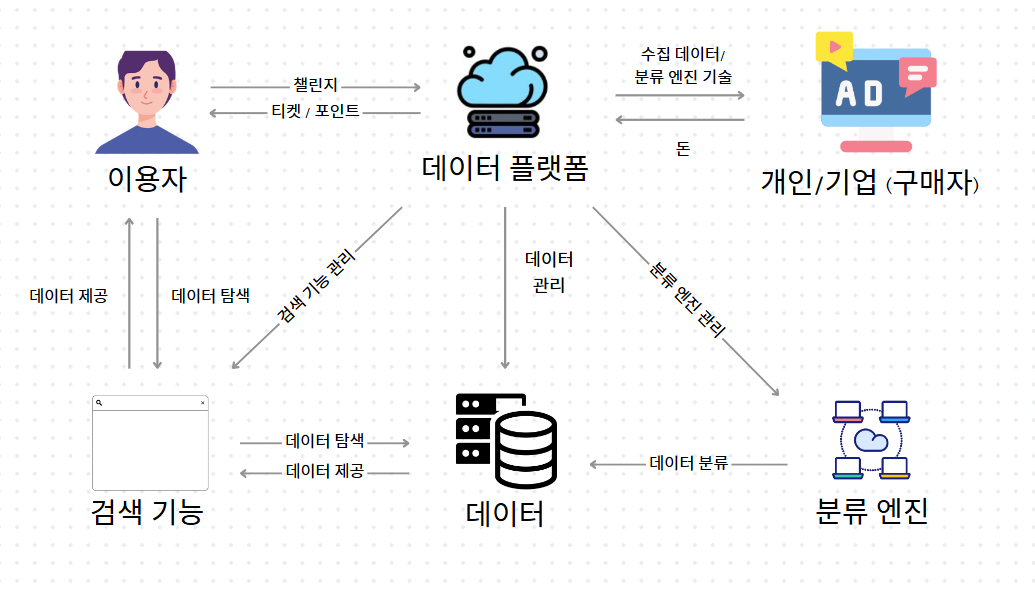 수집 데이터/
분류 엔진 기술
챌린지
티켓 / 포인트
돈
AD
이용자
데이터 플랫폼
개인/기업 (구매자)
데이터 제공
데이터 탐색
검색 기능 관리
데이터
관리
분류 엔진 관리
데이터 탐색
데이터 제공
데이터 분류
검색 기능
데이터
분류 엔진